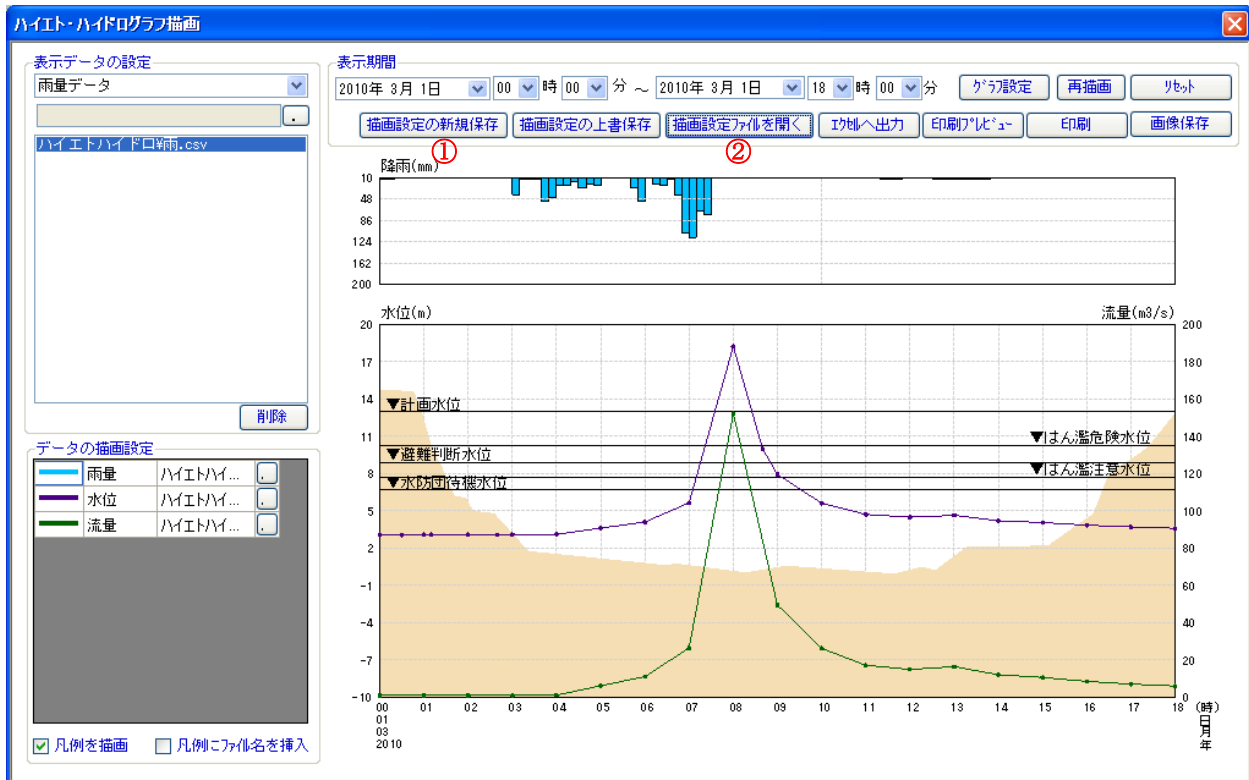 ハイエト・ハイドログラフ描画
表示データの設定
雨量データ
.
ハイエトハイドロ¥雨.csv
削除
データの描画設定
雨量 ハイエトハイ... .
水位 ハイエトハイ... .
流量 ハイエトハイ... .
凡例を描画 凡例にファイル名を挿入
表示期間
2010年 3月 1日 00 時 00 分 ~ 2010年 3月 1日 18 時 00 分 グラフ設定 再描画 リセット
描画設定の新規保存 描画設定の上書保存 描画設定ファイルを開く エクセルへ出力 印刷プレビュー 印刷 画像保存
① ②
降雨(mm)
10
48
86
124
162
200
水位(m) 流量(m3/s)
20 200
17 180
14 160
▼計画水位
11 140
▼はん濫危険水位
▼避難判断水位
▼はん濫注意水位
8 120
▼水防団待機水位
5 100
2 80
-1 60
-4 40
-7 20
-10 0
00 01 02 03 04 05 06 07 08 09 10 11 12 13 14 15 16 17 18 (時)
01 日
03 月
2010 年